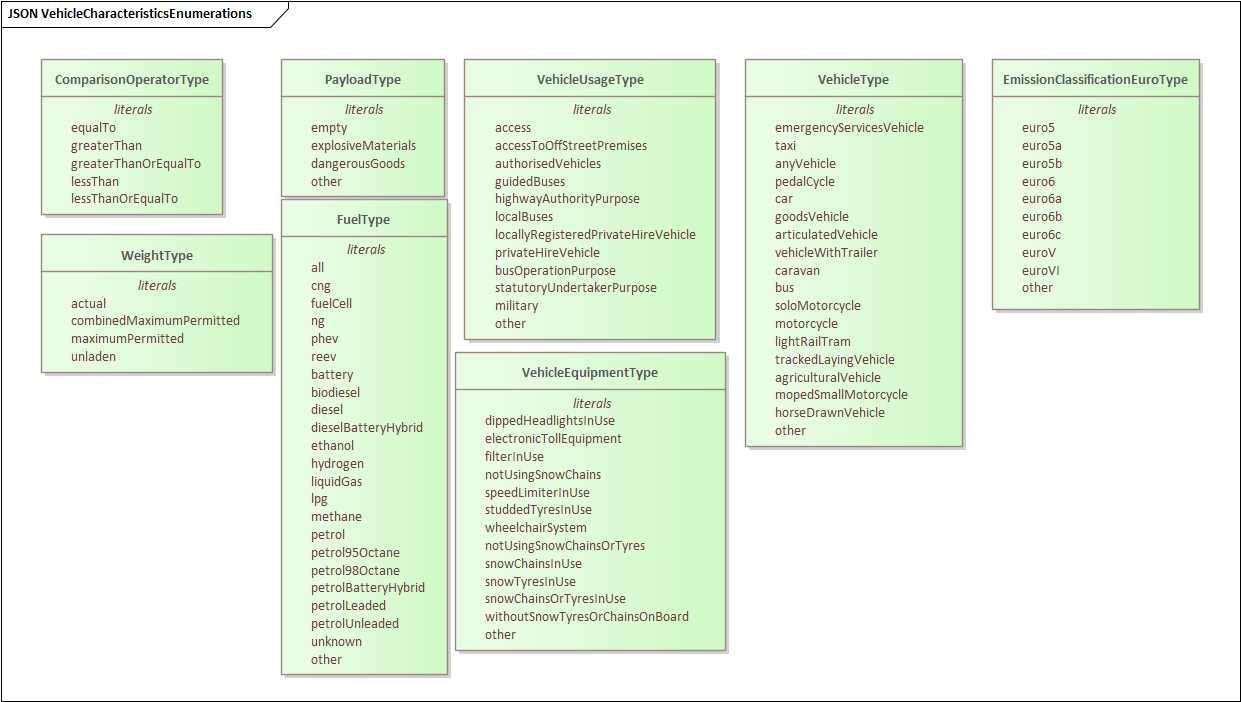 JSON VehicleCharacteristicsEnumerations
ComparisonOperatorType
literals
equalTo
greaterThan
greaterThanOrEqualTo
lessThan
lessThanOrEqualTo
WeightType
literals
actual
combinedMaximumPermitted
maximumPermitted
unladen
PayloadType
literals
empty
explosiveMaterials
dangerousGoods
other
FuelType
literals
all
cng
fuelCell
ng
phev
reev
battery
biodiesel
diesel
dieselBatteryHybrid
ethanol
hydrogen
liquidGas
lpg
methane
petrol
petrol95Octane
petrol98Octane
petrolBatteryHybrid
petrolLeaded
petrolUnleaded
unknown
other
VehicleUsageType
literals
access
accessToOffStreetPremises
authorisedVehicles
guidedBuses
highwayAuthorityPurpose
localBuses
locallyRegisteredPrivateHireVehicle
privateHireVehicle
busOperationPurpose
statutoryUndertakerPurpose
military
other
VehicleEquipmentType
literals
dippedHeadlightsInUse
electronicTollEquipment
filterInUse
notUsingSnowChains
speedLimiterInUse
studdedTyresInUse
wheelchairSystem
notUsingSnowChainsOrTyres
snowChainsInUse
snowTyresInUse
snowChainsOrTyresInUse
withoutSnowTyresOrChainsOnBoard
other
VehicleType
literals
emergencyServicesVehicle
taxi
anyVehicle
pedalCycle
car
goodsVehicle
articulatedVehicle
vehicleWithTrailer
caravan
bus
soloMotorcycle
motorcycle
lightRailTram
trackedLayingVehicle
agriculturalVehicle
mopedSmallMotorcycle
horseDrawnVehicle
other
EmissionClassificationEuroType
literals
euro5
euro5a
euro5b
euro6
euro6a
euro6b
euro6c
euroV
euroVI
other